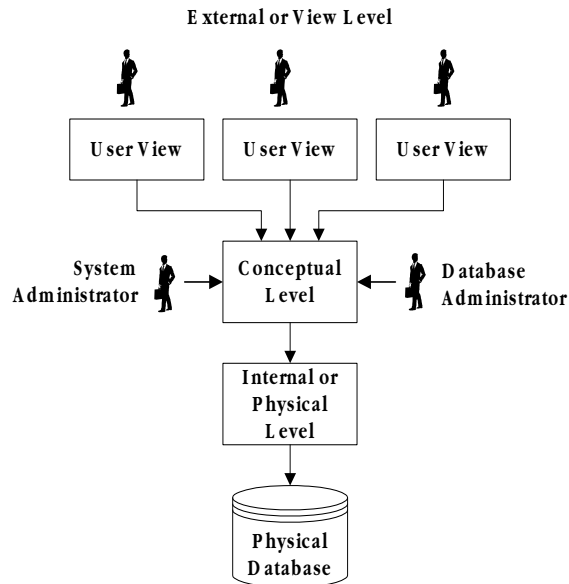 External or View Level
User View
User View
User View
System
Administrator
Conceptual
Level
Database
Administrator
Internal or
Physical
Level
Physical
Database